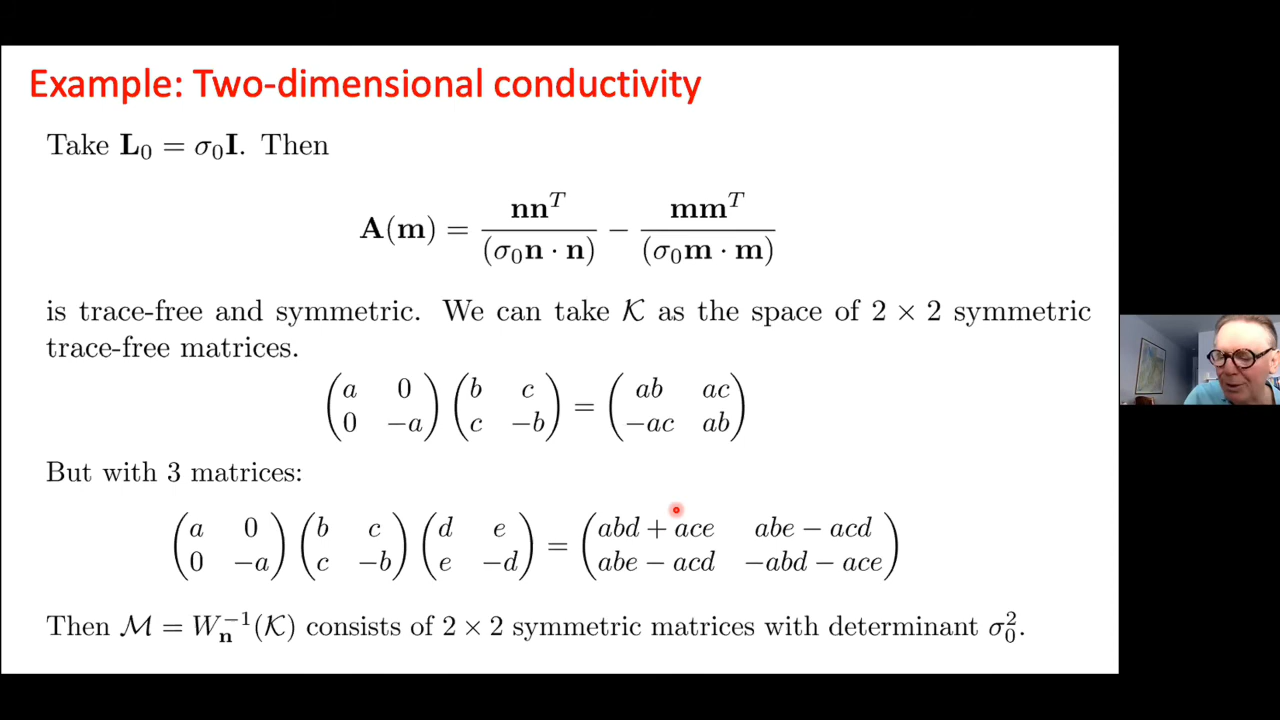 Example: Two-dimensional conductivity
Take L₀ = σ₀I. Then
A(m) = nnᵀ/(σ₀n · n) − mmᵀ/(σ₀m · m)
is trace-free and symmetric. We can take 𝒦 as the space of 2 × 2 symmetric
trace-free matrices.
(a 0; 0 −a) (b c; c −b) = (ab ac; −ac ab)
But with 3 matrices:
(a 0; 0 −a) (b c; c −b) (d e; e −d) = (abd + ace abe − acd; abe − acd −abd − ace)
Then ℳ = Wₙ⁻¹(𝒦) consists of 2 × 2 symmetric matrices with determinant σ₀².